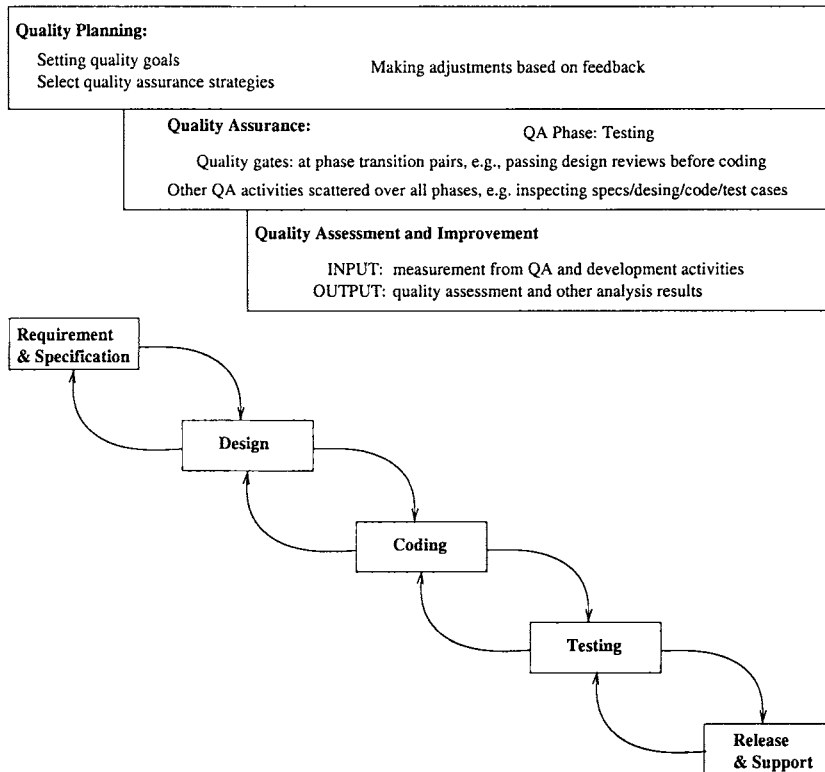 Quality Planning:
Setting quality goals
Select quality assurance strategies
Making adjustments based on feedback
Quality Assurance:
QA Phase: Testing
Quality gates: at phase transition pairs, e.g., passing design reviews before coding
Other QA activities scattered over all phases, e.g. inspecting specs/desing/code/test cases
Quality Assessment and Improvement
INPUT: measurement from QA and development activities
OUTPUT: quality assessment and other analysis results
Requirement
& Specification
Design
Coding
Testing
Release
& Support